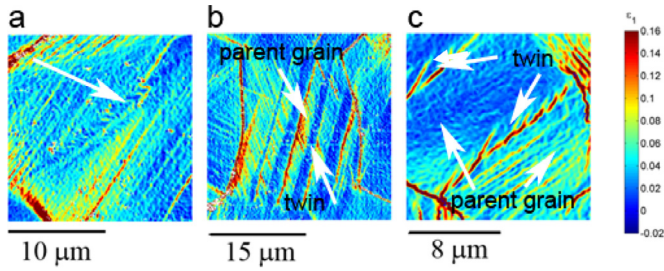 a
b
c
parent grain
twin
twin
parent grain
10 μm
15 μm
8 μm
ε₁
0.16
0.14
0.12
0.1
0.08
0.06
0.04
0.02
0
-0.02